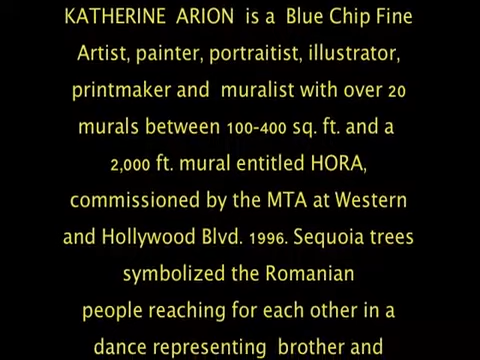 KATHERINE ARION is a Blue Chip Fine
Artist, painter, portraitist, illustrator,
printmaker and muralist with over 20
murals between 100-400 sq. ft. and a
2,000 ft. mural entitled HORA,
commissioned by the MTA at Western
and Hollywood Blvd. 1996. Sequoia trees
symbolized the Romanian
people reaching for each other in a
dance representing brother and